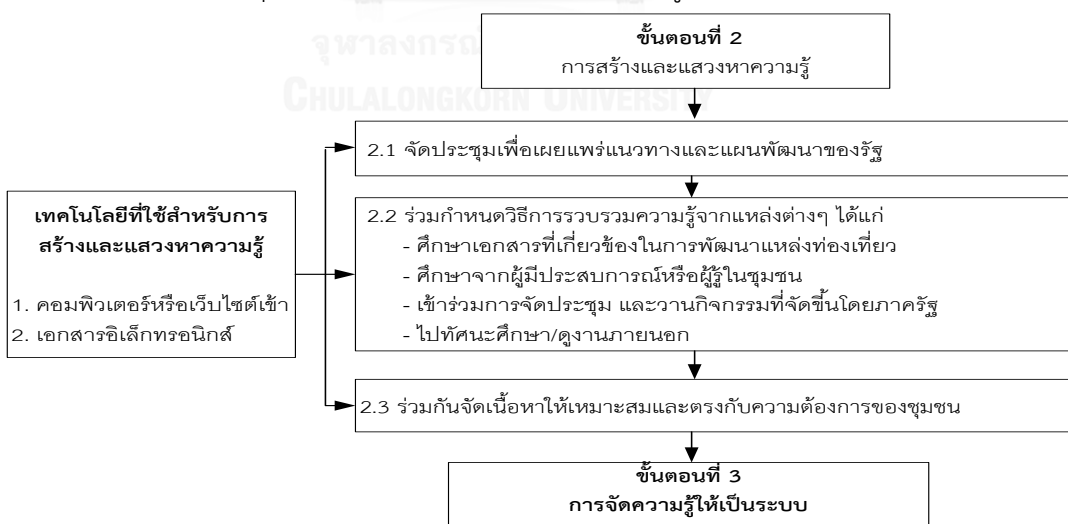 ขั้นตอนที่ 2
การสร้างและแสวงหาความรู้
จุฬาลงกรณ์
CHULALONGKORN UNIVERSITY
2.1 จัดประชุมเพื่อเผยแพร่แนวทางและแผนพัฒนาของรัฐ
เทคโนโลยีที่ใช้สำหรับการ
สร้างและแสวงหาความรู้
1. คอมพิวเตอร์หรือเว็บไซต์เข้า
2. เอกสารอิเล็กทรอนิกส์
2.2 ร่วมกำหนดวิธีการรวบรวมความรู้จากแหล่งต่างๆ ได้แก่
- ศึกษาเอกสารที่เกี่ยวข้องในการพัฒนาแหล่งท่องเที่ยว
- ศึกษาจากผู้มีประสบการณ์หรือผู้รู้ในชุมชน
- เข้าร่วมการจัดประชุม และวานกิจกรรมที่จัดขึ้นโดยภาครัฐ
- ไปทัศนะศึกษา/ดูงานภายนอก
2.3 ร่วมกันจัดเนื้อหาให้เหมาะสมและตรงกับความต้องการของชุมชน
ขั้นตอนที่ 3
การจัดความรู้ให้เป็นระบบ